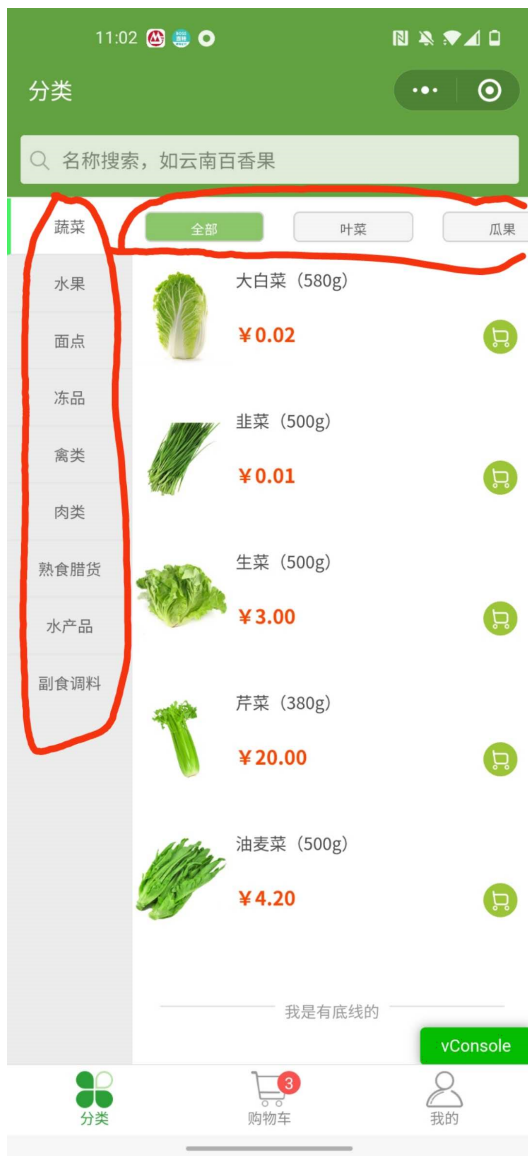 11:02
分类
名称搜索，如云南百香果
蔬菜
全部
叶菜
瓜果
水果
面点
冻品
禽类
肉类
熟食腊货
水产品
副食调料
大白菜（580g）
￥0.02
韭菜（500g）
￥0.01
生菜（500g）
￥3.00
芹菜（380g）
￥20.00
油麦菜（500g）
￥4.20
我是有底线的
vConsole
3
分类
购物车
我的